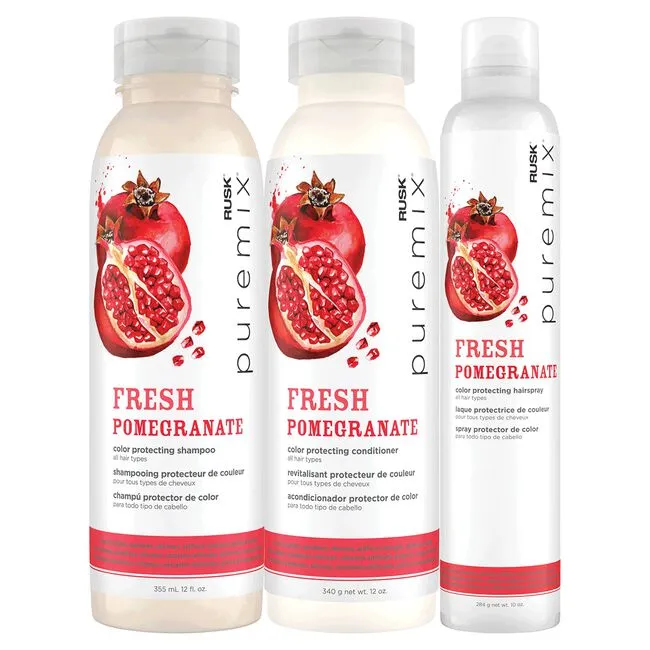 RUSK
puremix
FRESH
POMEGRANATE
color protecting shampoo
all hair types
shampooing protecteur de couleur
pour tous types de cheveux
champú protector de color
para todo tipo de cabello
355 mL 12 fl. oz.
RUSK
puremix
FRESH
POMEGRANATE
color protecting conditioner
all hair types
revitalisant protecteur de couleur
pour tous types de cheveux
acondicionador protector de color
para todo tipo de cabello
340 g net wt. 12 oz.
RUSK
puremix
FRESH
POMEGRANATE
color protecting hairspray
all hair types
laque protectrice de couleur
pour tous types de cheveux
spray protector de color
para todo tipo de cabello
284 g net wt. 10 oz.